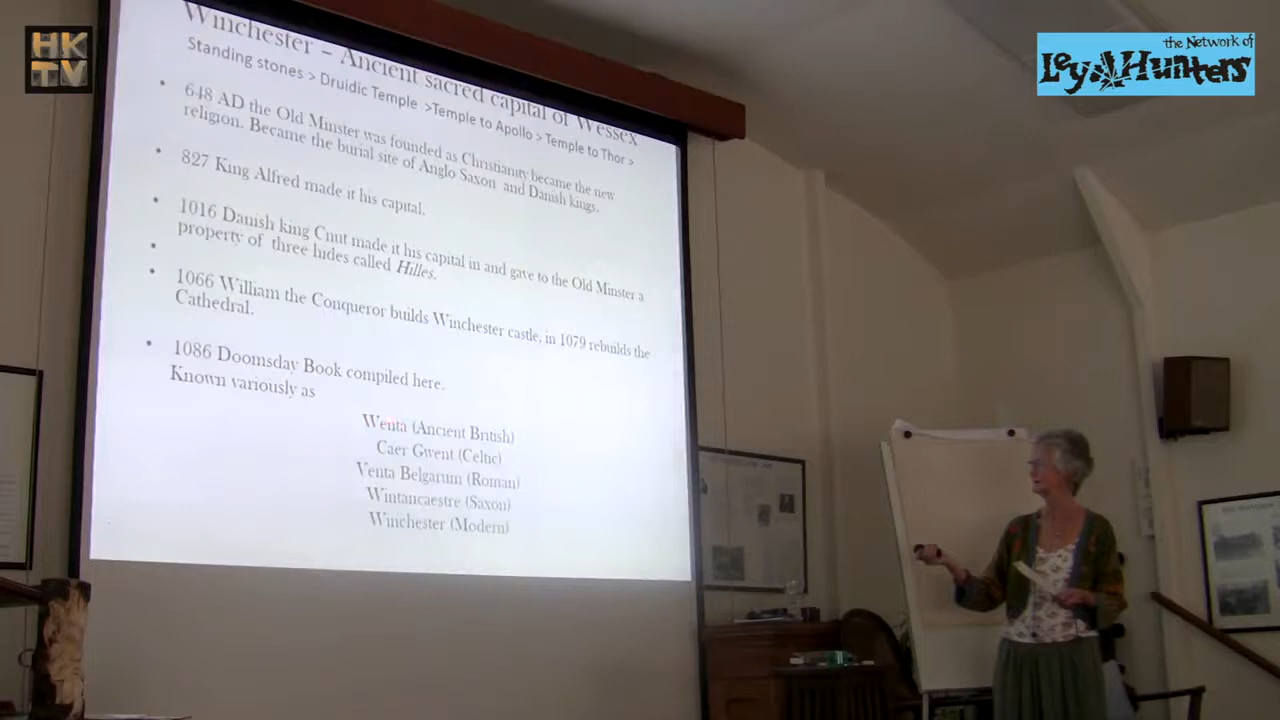 HK
TV
the Network of
Ley Hunters
Winchester – Ancient sacred capital of Wessex
Standing stones > Druidic Temple >Temple to Apollo > Temple to Thor >
• 648 AD the Old Minster was founded as Christianity became the new
religion. Became the burial site of Anglo Saxon and Danish kings.
• 827 King Alfred made it his capital.
• 1016 Danish king Cnut made it his capital in and gave to the Old Minster a
property of three hides called Hilles.
•
• 1066 William the Conqueror builds Winchester castle, in 1079 rebuilds the
Cathedral.
• 1086 Doomsday Book compiled here.
Known variously as
Wenta (Ancient British)
Caer Gwent (Celtic)
Venta Belgarum (Roman)
Wintancaestre (Saxon)
Winchester (Modern)